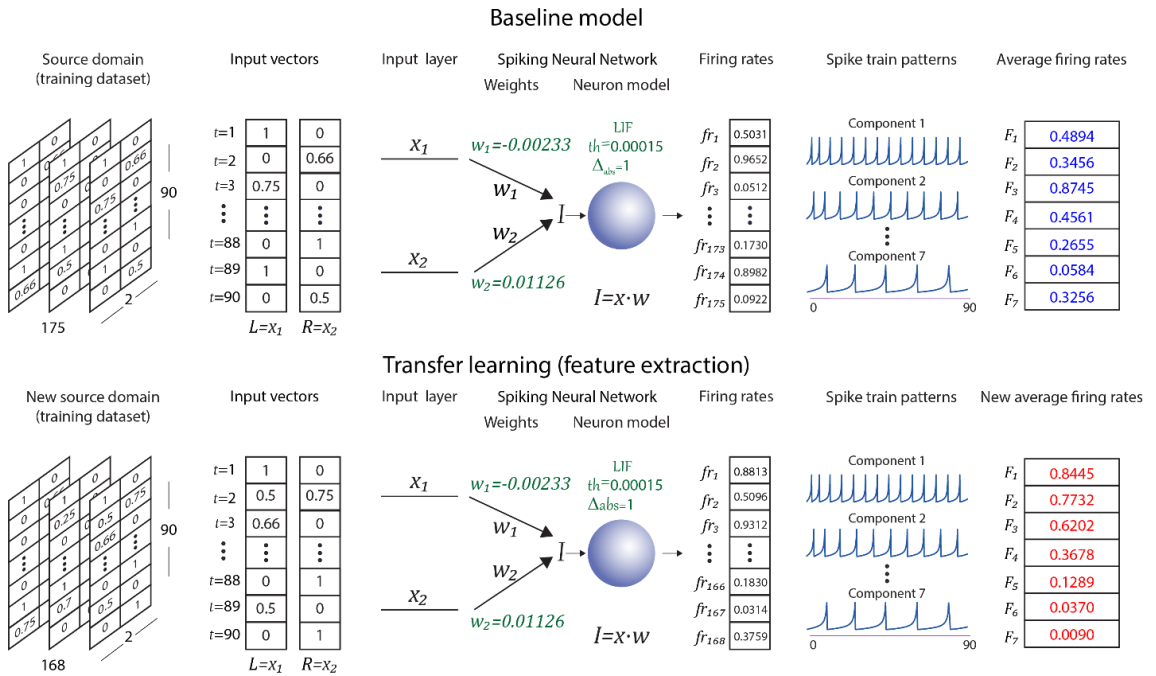 Baseline model
Source domain
(training dataset)
Input vectors
Input layer
Spiking Neural Network
Weights Neuron model
Firing rates
Spike train patterns
Average firing rates
1 0 0.66 0 0.75 0 0.75 0 0 1 0 0.5 1 0.66 0 0 0.5
90
2
175
t=1 1 0
t=2 0 0.66
t=3 0.75 0
t=88 0 1
t=89 1 0
t=90 0 0.5
L=x₁ R=x₂
x₁
w₁=-0.00233
w₁
w₂
x₂
w₂=0.01126
LIF
th=0.00015
Δabs=1
I
I=x·w
fr₁ 0.5031
fr₂ 0.9652
fr₃ 0.0512
fr₁₇₃ 0.1730
fr₁₇₄ 0.8982
fr₁₇₅ 0.0922
Component 1
Component 2
Component 7
0 90
F₁ 0.4894
F₂ 0.3456
F₃ 0.8745
F₄ 0.4561
F₅ 0.2655
F₆ 0.0584
F₇ 0.3256
Transfer learning (feature extraction)
New source domain
(training dataset)
Input vectors
Input layer
Spiking Neural Network
Weights Neuron model
Firing rates
Spike train patterns
New average firing rates
1 0 0 0.75 0.25 0.5 0.66 0 1 0 0.7 0.5 1 0.75 0 0
90
2
168
t=1 1 0
t=2 0.5 0.75
t=3 0.66 0
t=88 0 1
t=89 0.5 0
t=90 0 1
L=x₁ R=x₂
x₁
w₁=-0.00233
w₁
w₂
x₂
w₂=0.01126
LIF
th=0.00015
Δabs=1
I
I=x·w
fr₁ 0.8813
fr₂ 0.5096
fr₃ 0.9312
fr₁₆₆ 0.1830
fr₁₆₇ 0.0314
fr₁₆₈ 0.3759
Component 1
Component 2
Component 7
0 90
F₁ 0.8445
F₂ 0.7732
F₃ 0.6202
F₄ 0.3678
F₅ 0.1289
F₆ 0.0370
F₇ 0.0090